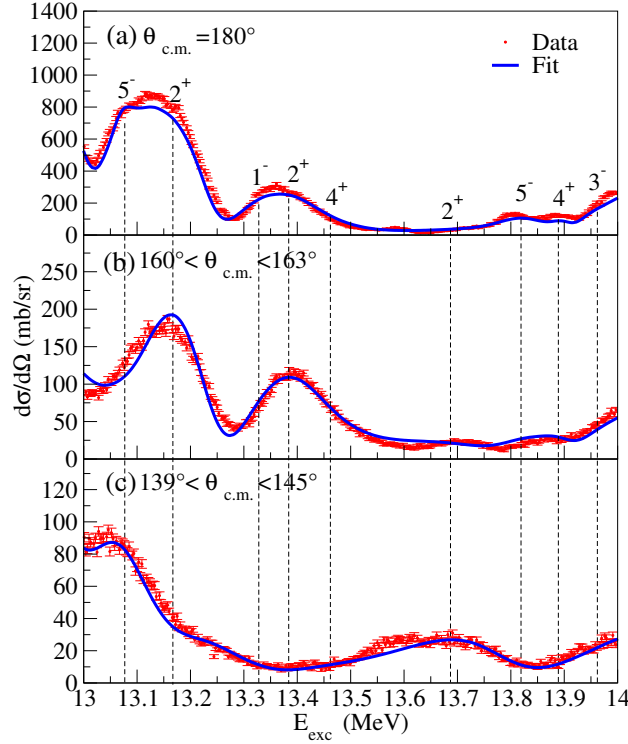 1400
1200
1000
800
600
400
200
0
(a) θ c.m. =180°
Data
Fit
5⁻ 2⁺ 1⁻ 2⁺ 4⁺ 2⁺ 5⁻ 4⁺ 3⁻
250
200
150
100
50
0
(b) 160°< θ c.m. <163°
dσ/dΩ (mb/sr)
120
100
80
60
40
20
0
(c) 139°< θ c.m. <145°
13 13.1 13.2 13.3 13.4 13.5 13.6 13.7 13.8 13.9 14
E exc (MeV)